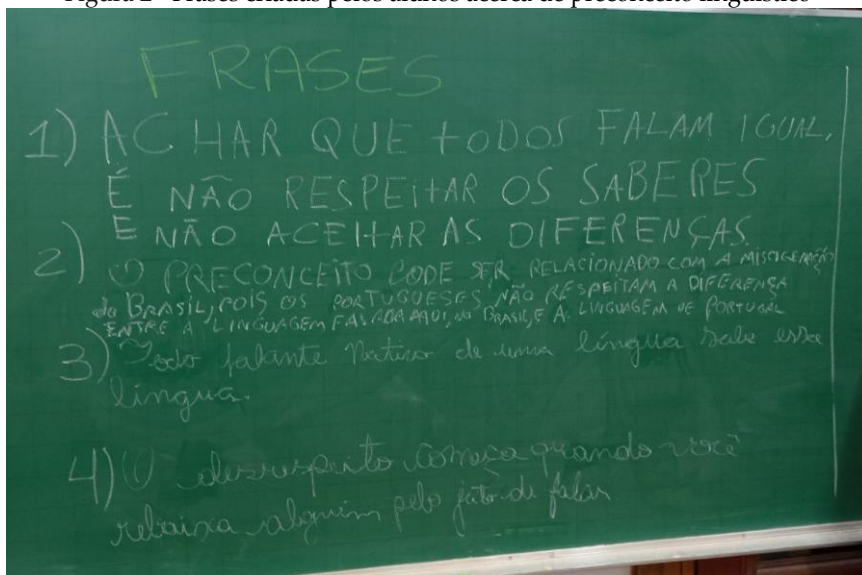 Figura 2 - Frases criadas pelos alunos acerca do preconceito linguístico
FRASES
1) ACHAR QUE TODOS FALAM IGUAL,
É NÃO RESPEITAR OS SABERES
E NÃO ACEITAR AS DIFERENÇAS.
2) O PRECONCEITO PODE SER RELACIONADO COM A MISCIGENAÇÃO
do BRASIL, POIS OS PORTUGUESES, NÃO RESPEITAM A DIFERENÇA
ENTRE A LINGUAGEM FALADA AQUI, no BRASIL, E A LINGUAGEM DE PORTUGAL
3) Todo falante nativo de uma língua sabe essa
língua.
4) O desrespeito começa quando você
rebaixa alguém pelo jeito de falar